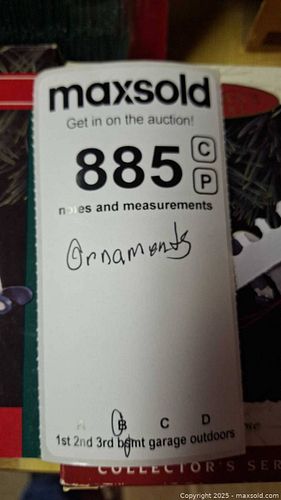 maxsold
Get in on the auction!
885 C
P
notes and measurements
Ornaments
A B C D
1st 2nd 3rd bsmt garage outdoors
COLLECTOR'S SER
Copyright 2025 - maxsold.com